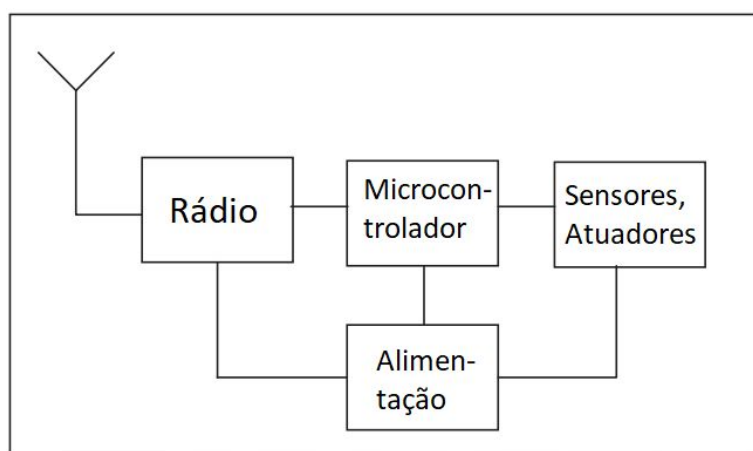 Rádio
Microcon-
trolador
Sensores,
Atuadores
Alimen-
tação